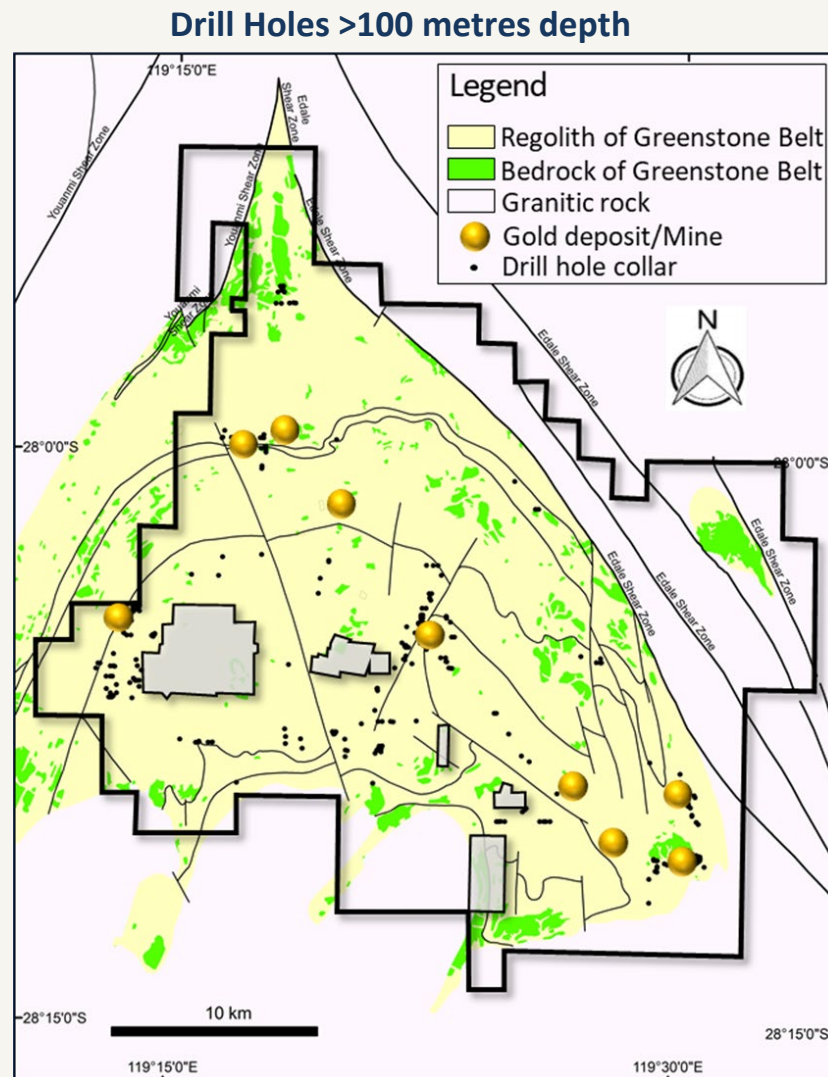 Drill Holes >100 metres depth
119°15'0"E
Legend
Regolith of Greenstone Belt
Bedrock of Greenstone Belt
Granitic rock
Gold deposit/Mine
Drill hole collar
Youanmi Shear Zone
Edale
Shear Zone
Youanmi Shear Zone
Edale Shear Zone
Youanmi
Shear Zone
N
Edale Shear Zone
28°0'0"S
28°0'0"S
Edale Shear Zone
Edale Shear Zone
Edale Shear Zone
10 km
28°15'0"S
28°15'0"S
119°15'0"E
119°30'0"E